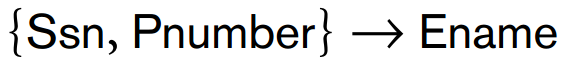 {Ssn, Pnumber} → Ename